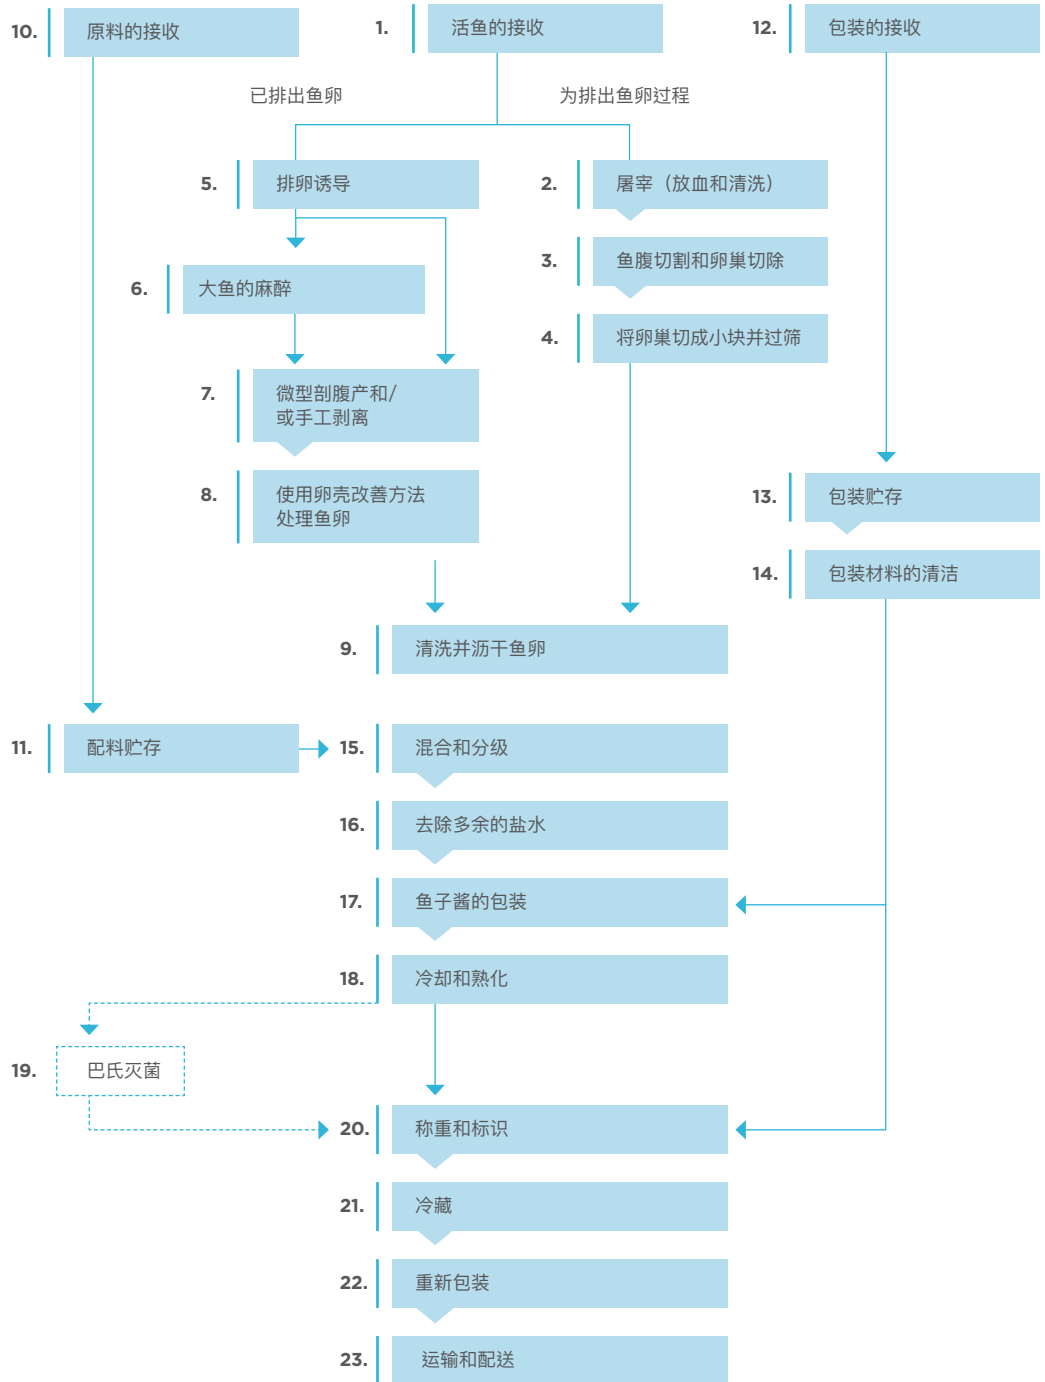 10. 原料的接收
1. 活鱼的接收
12. 包装的接收
已排出鱼卵
为排出鱼卵过程
5. 排卵诱导
2. 屠宰（放血和清洗）
3. 鱼腹切割和卵巢切除
6. 大鱼的麻醉
4. 将卵巢切成小块并过筛
7. 微型剖腹产和/
或手工剥离
8. 使用卵壳改善方法
处理鱼卵
13. 包装贮存
14. 包装材料的清洁
9. 清洗并沥干鱼卵
11. 配料贮存
15. 混合和分级
16. 去除多余的盐水
17. 鱼子酱的包装
18. 冷却和熟化
19. 巴氏灭菌
20. 称重和标识
21. 冷藏
22. 重新包装
23. 运输和配送